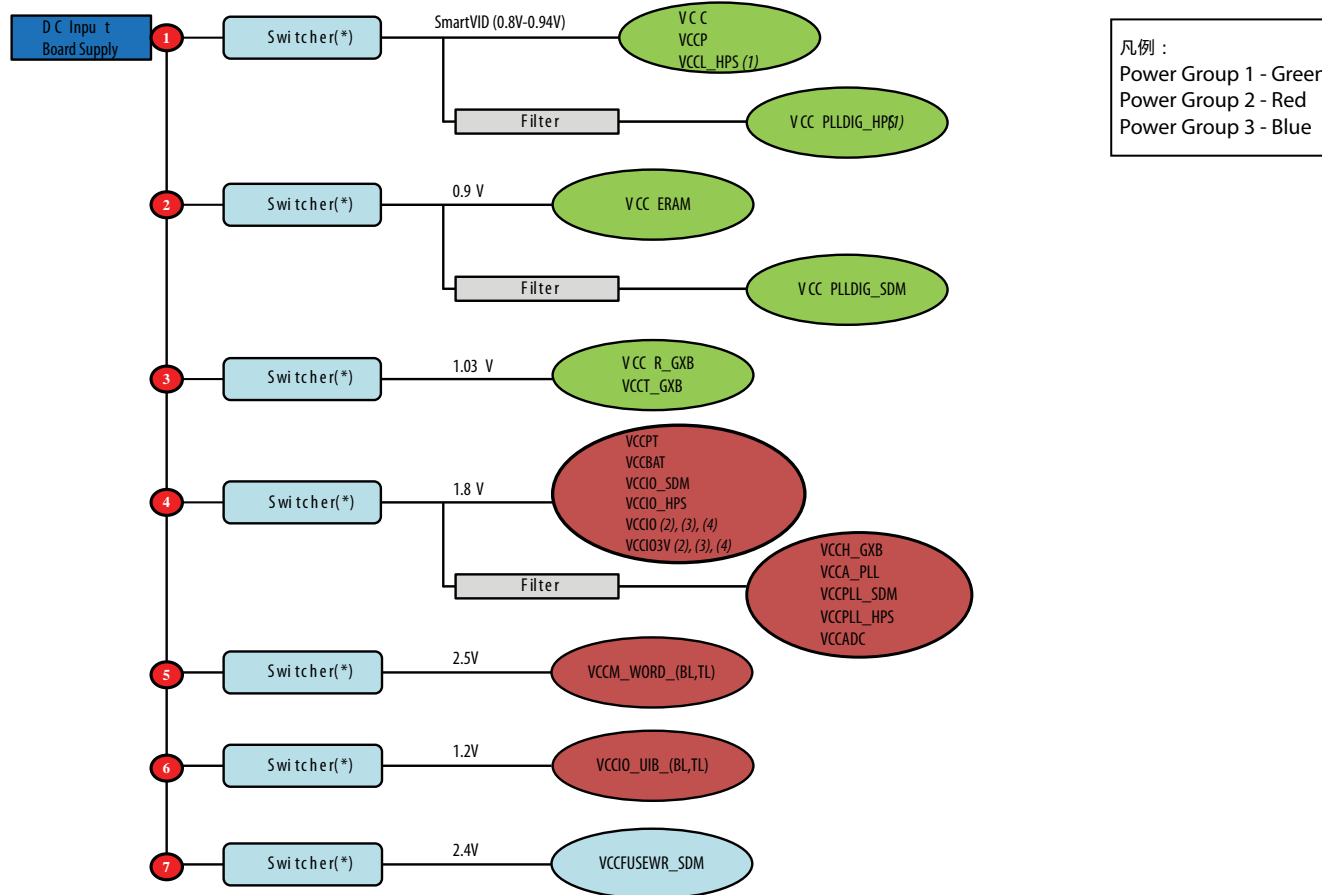 DC Input
Board Supply
1
Switcher(*)
SmartVID (0.8V-0.94V)
VCC
VCCP
VCCL_HPS (1)
Filter
VCC PLLDIG_HPS(1)
凡例：
Power Group 1 - Green
Power Group 2 - Red
Power Group 3 - Blue
2
Switcher(*)
0.9 V
VCC ERAM
Filter
VCC PLLDIG_SDM
3
Switcher(*)
1.03 V
VCC R_GXB
VCCT_GXB
4
Switcher(*)
1.8 V
VCCPT
VCCBAT
VCCIO_SDM
VCCIO_HPS
VCCIO (2), (3), (4)
VCCIO3V (2), (3), (4)
Filter
VCCH_GXB
VCCA_PLL
VCCPLL_SDM
VCCPLL_HPS
VCCADC
5
Switcher(*)
2.5V
VCCM_WORD_(BL,TL)
6
Switcher(*)
1.2V
VCCIO_UIB_(BL,TL)
7
Switcher(*)
2.4V
VCCFUSEWR_SDM